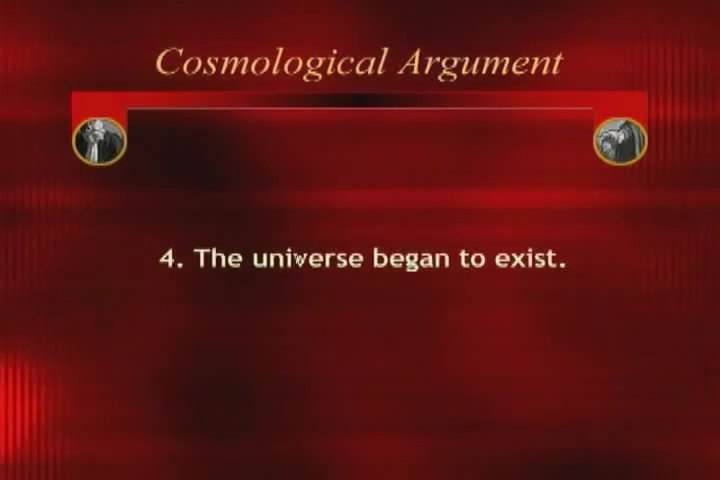 Cosmological Argument
4. The universe began to exist.